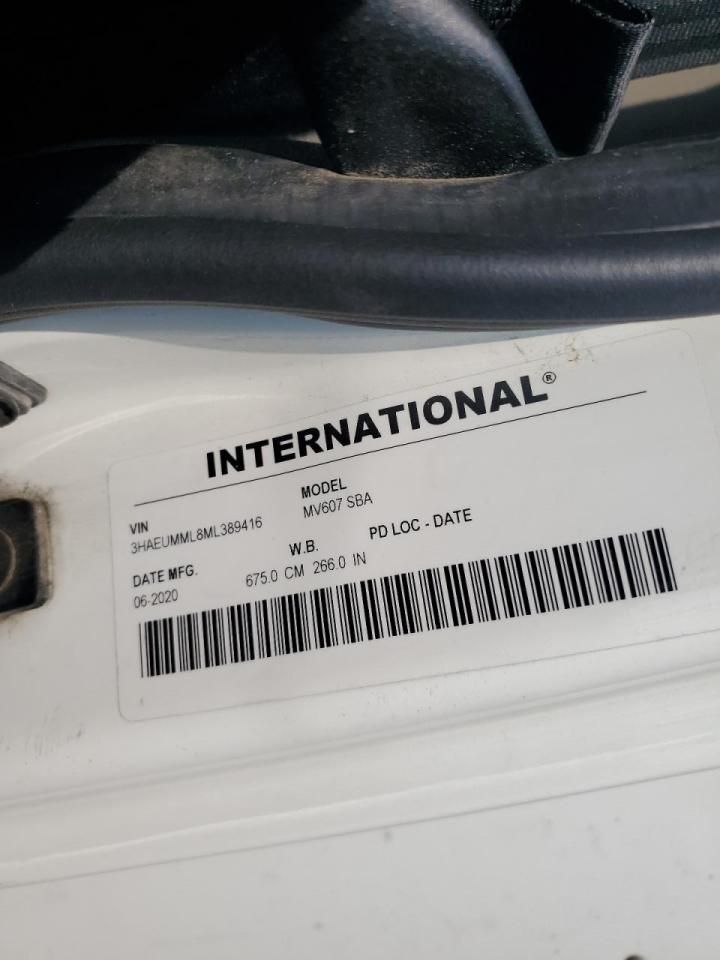 INTERNATIONAL®
VIN MODEL
3HAEUMML8ML389416 MV607 SBA
DATE MFG. W.B. PD LOC - DATE
06-2020 675.0 CM 266.0 IN